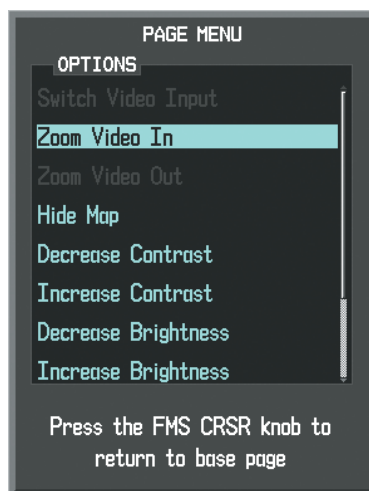 PAGE MENU
OPTIONS
Switch Video Input
Zoom Video In
Zoom Video Out
Hide Map
Decrease Contrast
Increase Contrast
Decrease Brightness
Increase Brightness
Press the FMS CRSR knob to
return to base page